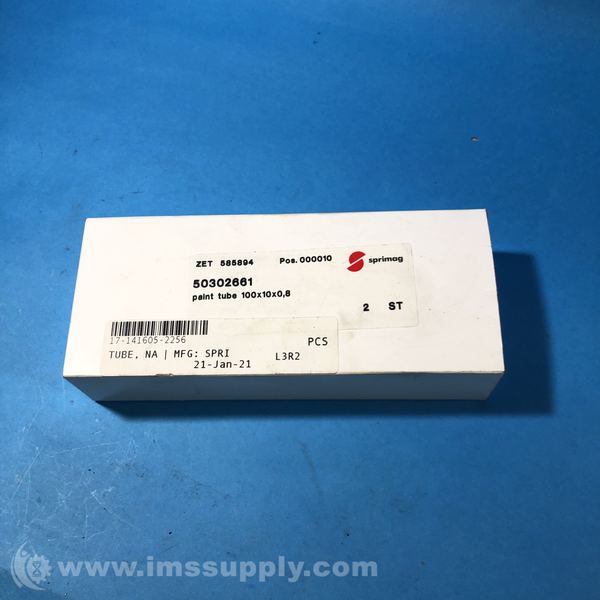 ZET 585894 Pos. 000010 sprimag
50302661
paint tube 100x10x0,8
2 ST
17-141605-2256
PCS
TUBE, NA | MFG: SPRI
21-Jan-21 L3R2
www.imssupply.com